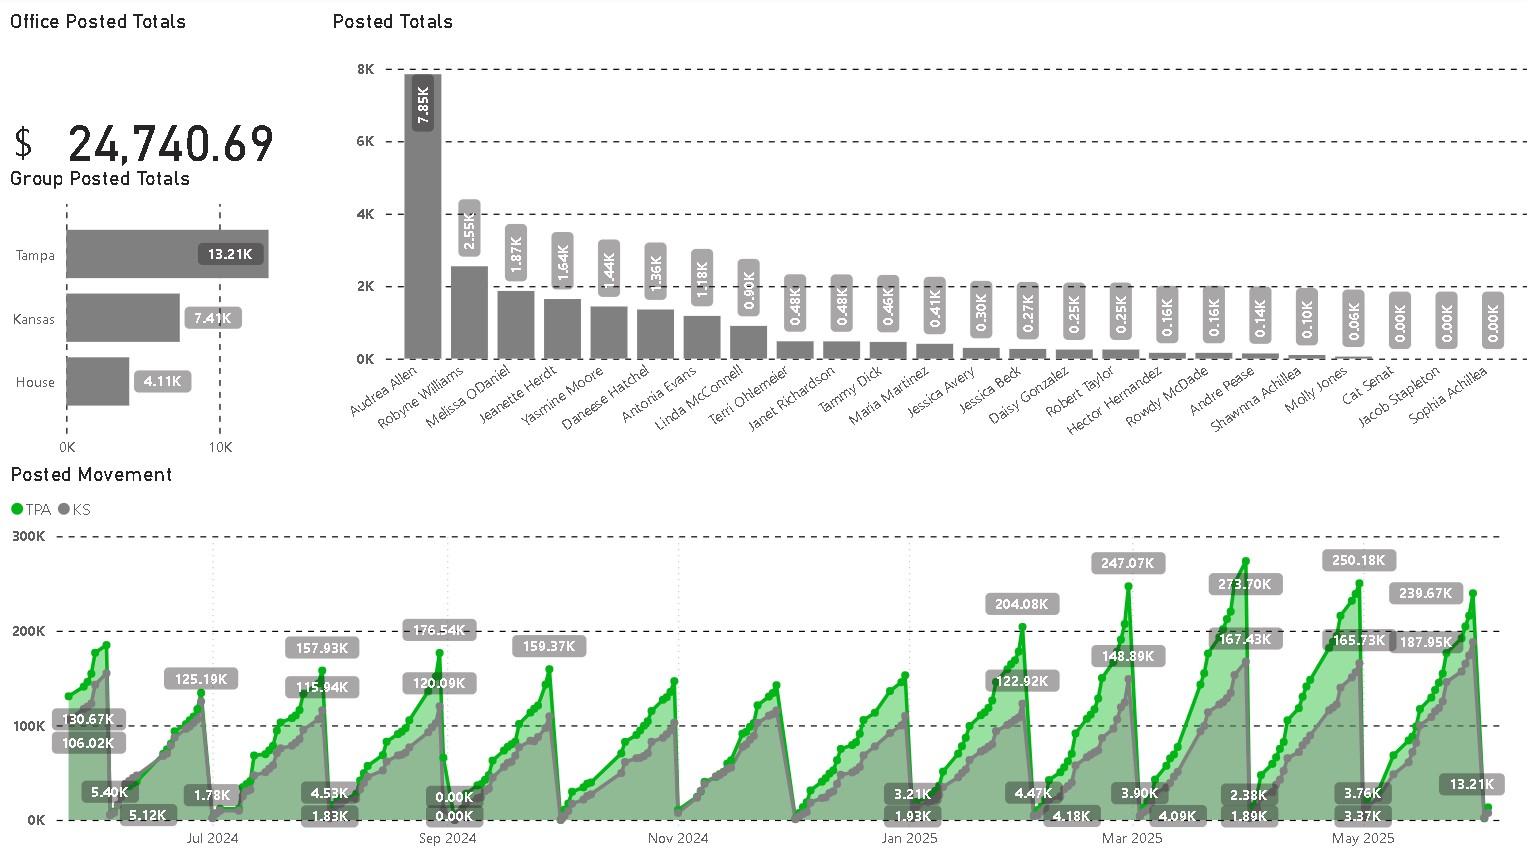 Office Posted Totals
$ 24,740.69
Group Posted Totals
Tampa 13.21K
Kansas 7.41K
House 4.11K
0K 10K
Posted Totals
8K
6K
4K
2K
0K
7.85K 2.55K 1.87K 1.64K 1.44K 1.36K 1.18K 0.90K 0.48K 0.48K 0.46K 0.41K 0.30K 0.27K 0.25K 0.25K 0.16K 0.16K 0.14K 0.10K 0.06K 0.00K 0.00K 0.00K
Audrea Allen
Robyne Williams
Melissa ODaniel
Jeanette Herdt
Yasmine Moore
Daneese Hatchel
Antonia Evans
Linda McConnell
Terri Ohlemeier
Janet Richardson
Tammy Dick
Maria Martinez
Jessica Avery
Jessica Beck
Daisy Gonzalez
Robert Taylor
Hector Hernandez
Rowdy McDade
Andre Pease
Shawnna Achillea
Molly Jones
Cat Senat
Jacob Stapleton
Sophia Achillea
Posted Movement
TPA KS
300K
200K
100K
0K
130.67K
106.02K
5.40K
5.12K
125.19K
1.78K
157.93K
115.94K
4.53K
1.83K
176.54K
120.09K
0.00K
0.00K
159.37K
3.21K
1.93K
204.08K
122.92K
4.47K
4.18K
247.07K
148.89K
3.90K
4.09K
273.70K
167.43K
2.38K
1.89K
250.18K
165.73K
3.76K
3.37K
239.67K
187.95K
13.21K
Jul 2024 Sep 2024 Nov 2024 Jan 2025 Mar 2025 May 2025